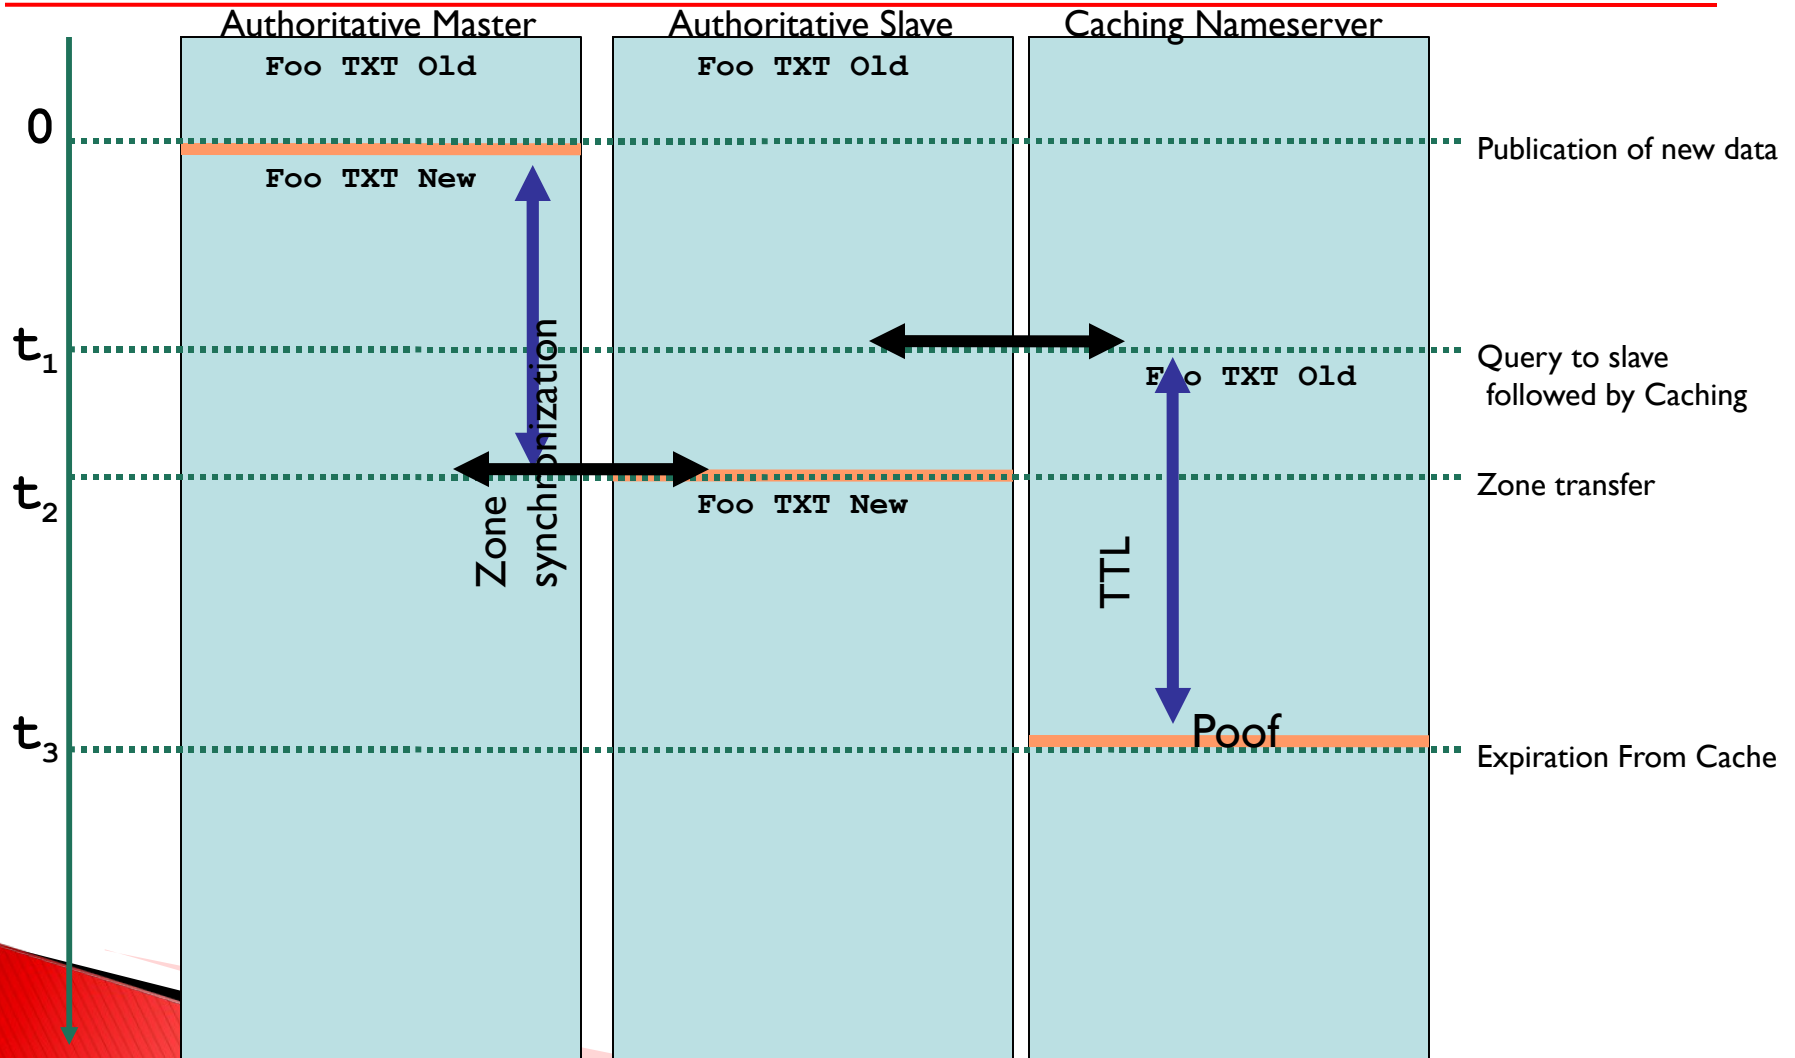 Authoritative Master
Authoritative Slave
Caching Nameserver
Foo TXT Old
Foo TXT Old
0
Publication of new data
Foo TXT New
t1
Query to slave
followed by Caching
Foo TXT Old
Zone
synchronization
t2
Zone transfer
Foo TXT New
TTL
Poof
t3
Expiration From Cache